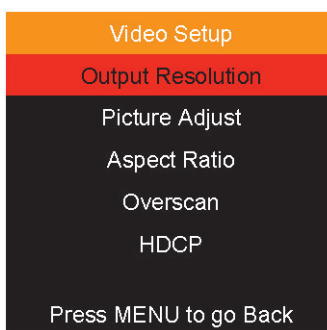 Video Setup
Output Resolution
Picture Adjust
Aspect Ratio
Overscan
HDCP
Press MENU to go Back